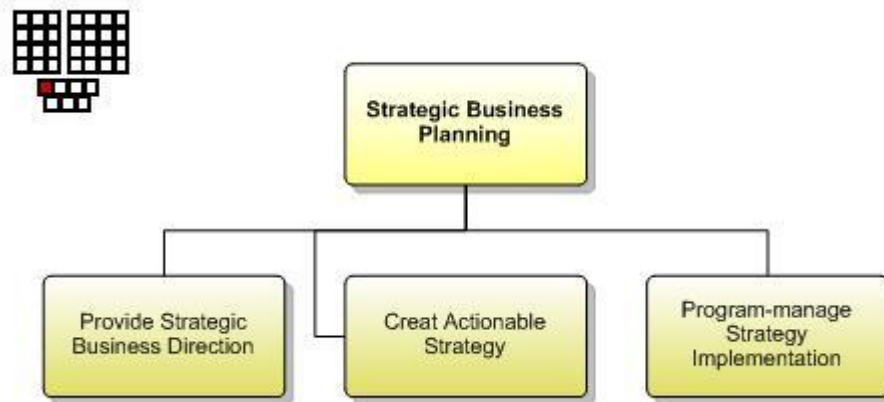 Strategic Business
Planning
Provide Strategic
Business Direction
Creat Actionable
Strategy
Program-manage
Strategy
Implementation